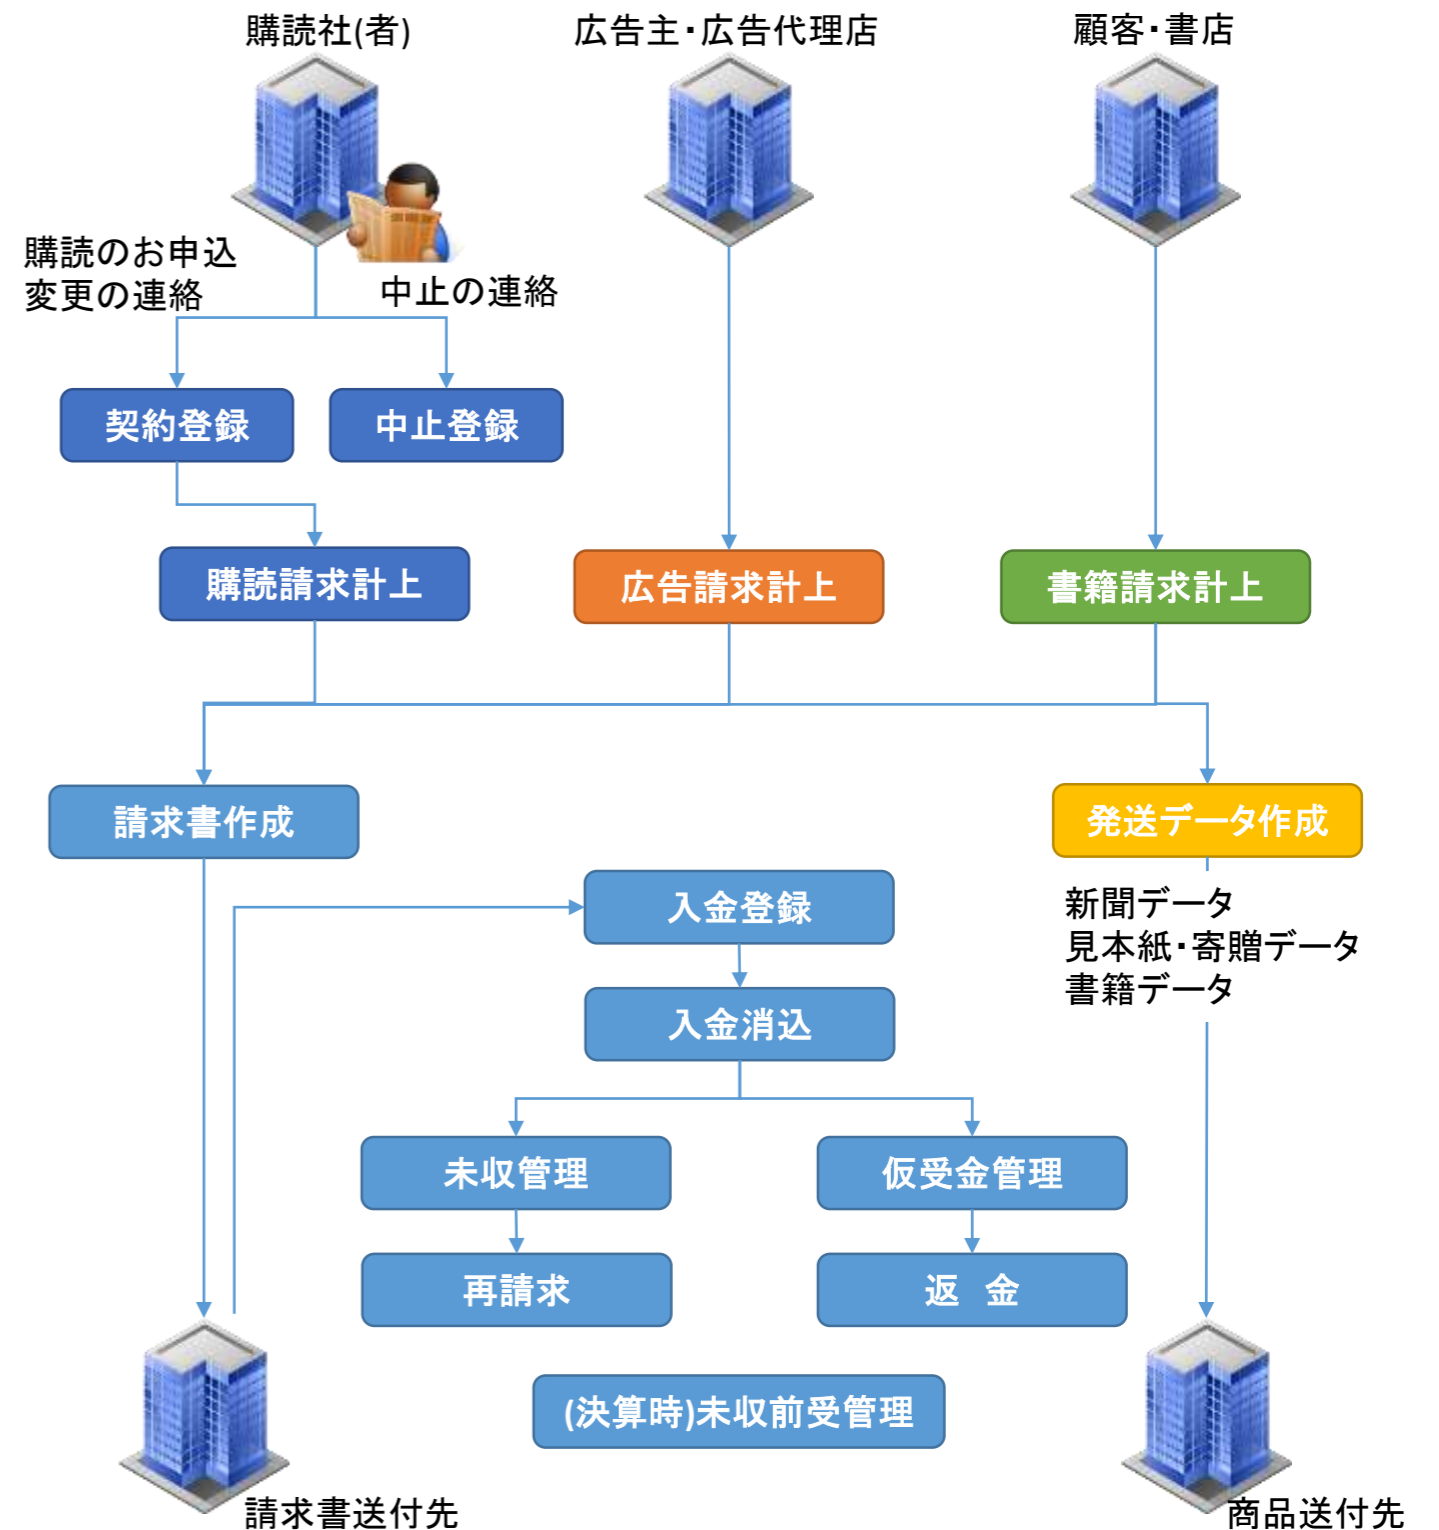 購読社(者)
広告主・広告代理店
顧客・書店
購読のお申込
変更の連絡
中止の連絡
契約登録
中止登録
購読請求計上
広告請求計上
書籍請求計上
請求書作成
発送データ作成
新聞データ
見本紙・寄贈データ
書籍データ
入金登録
入金消込
未収管理
仮受金管理
再請求
返　金
(決算時)未収前受管理
請求書送付先
商品送付先